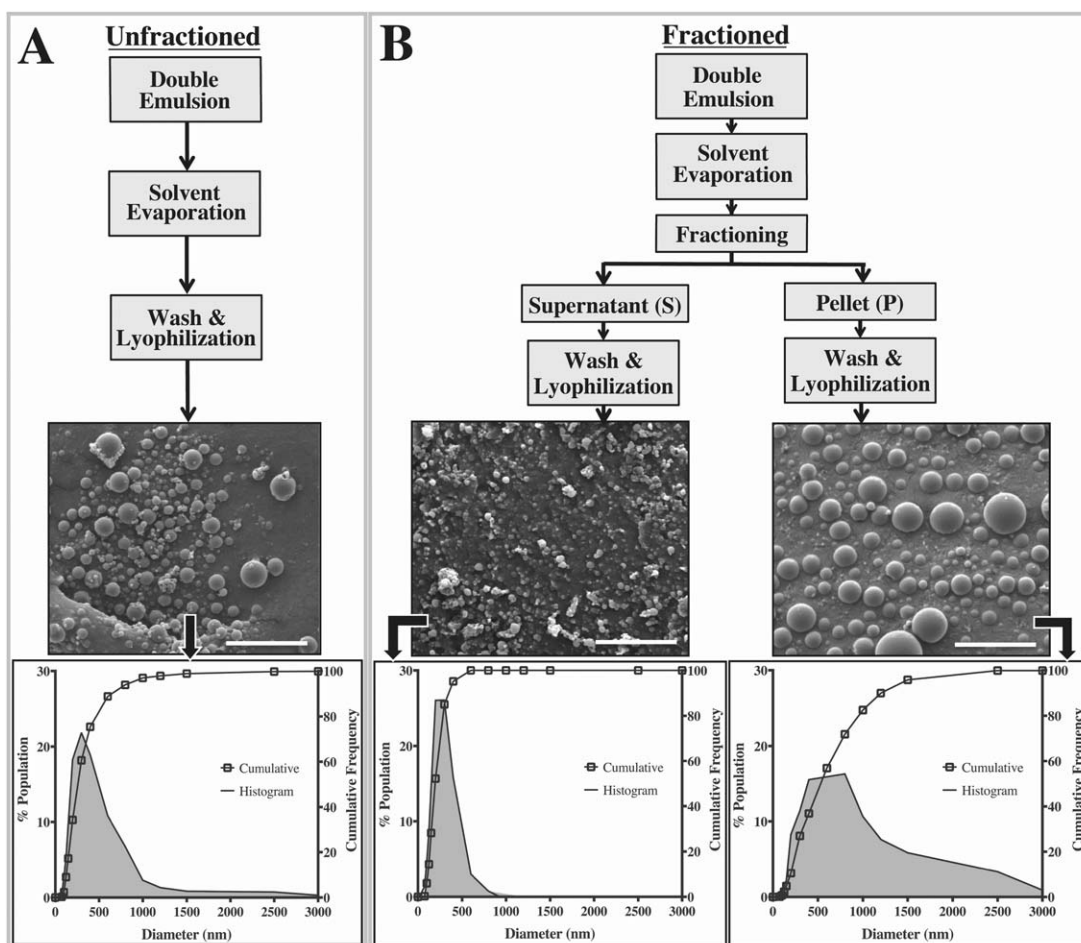 A
Unfractioned
Double
Emulsion
Solvent
Evaporation
Wash &
Lyophilization
30
20
10
0
% Population
100
80
60
40
20
0
Cumulative Frequency
Cumulative
Histogram
0 500 1000 1500 2000 2500 3000
Diameter (nm)
B
Fractioned
Double
Emulsion
Solvent
Evaporation
Fractioning
Supernatant (S)
Wash &
Lyophilization
Pellet (P)
Wash &
Lyophilization
30
20
10
0
% Population
100
80
60
40
20
0
Cumulative Frequency
Cumulative
Histogram
0 500 1000 1500 2000 2500 3000
Diameter (nm)
30
20
10
0
% Population
100
80
60
40
20
0
Cumulative Frequency
Cumulative
Histogram
0 500 1000 1500 2000 2500 3000
Diameter (nm)